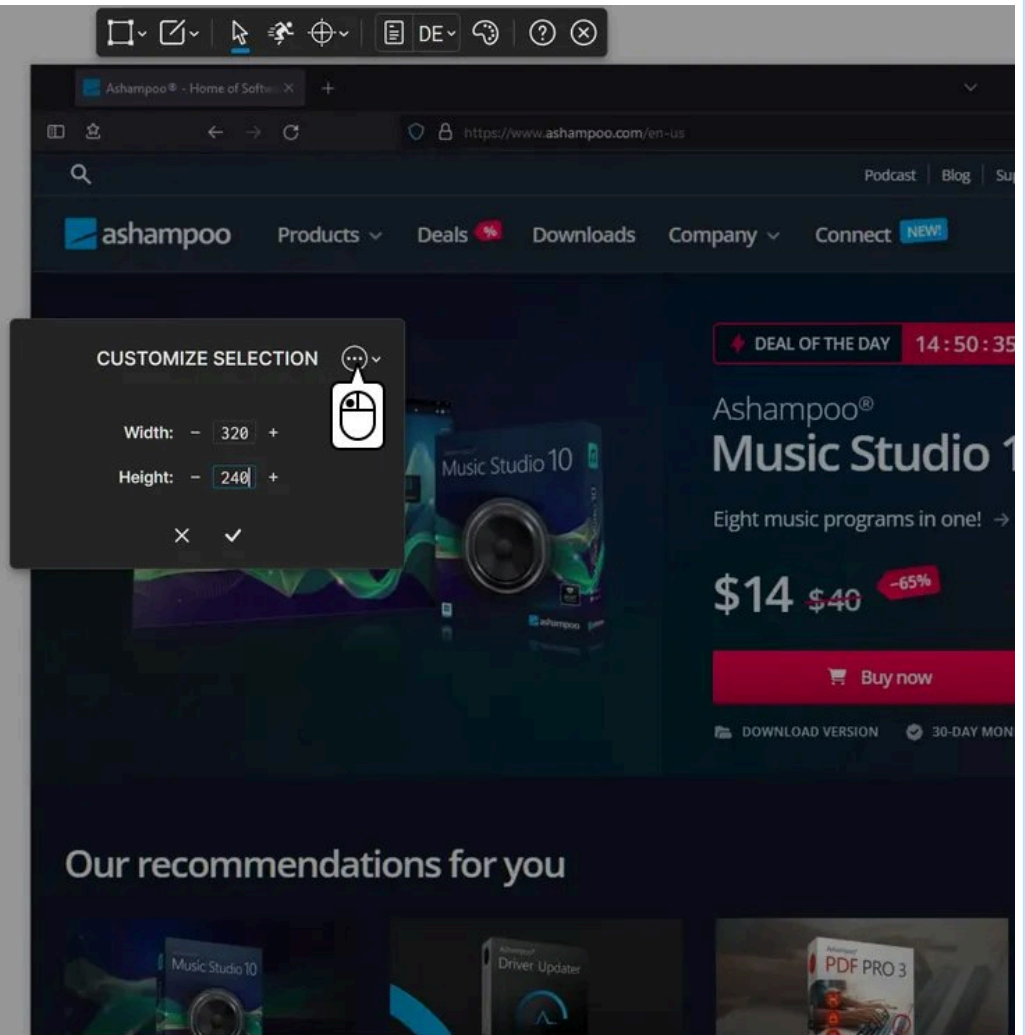 DE
Ashampoo® - Home of Softw
https://www.ashampoo.com/en-us
Podcast Blog Sup
ashampoo Products Deals % Downloads Company Connect NEW!
DEAL OF THE DAY 14:50:35
CUSTOMIZE SELECTION
Width: - 320 +
Height: - 240 +
Ashampoo®
Music Studio 1
Eight music programs in one! →
$14 $40 -65%
Buy now
DOWNLOAD VERSION 30-DAY MON
Music Studio 10
ashampoo
Our recommendations for you
Music Studio 10
Ashampoo®
Driver Updater
PDF PRO 3